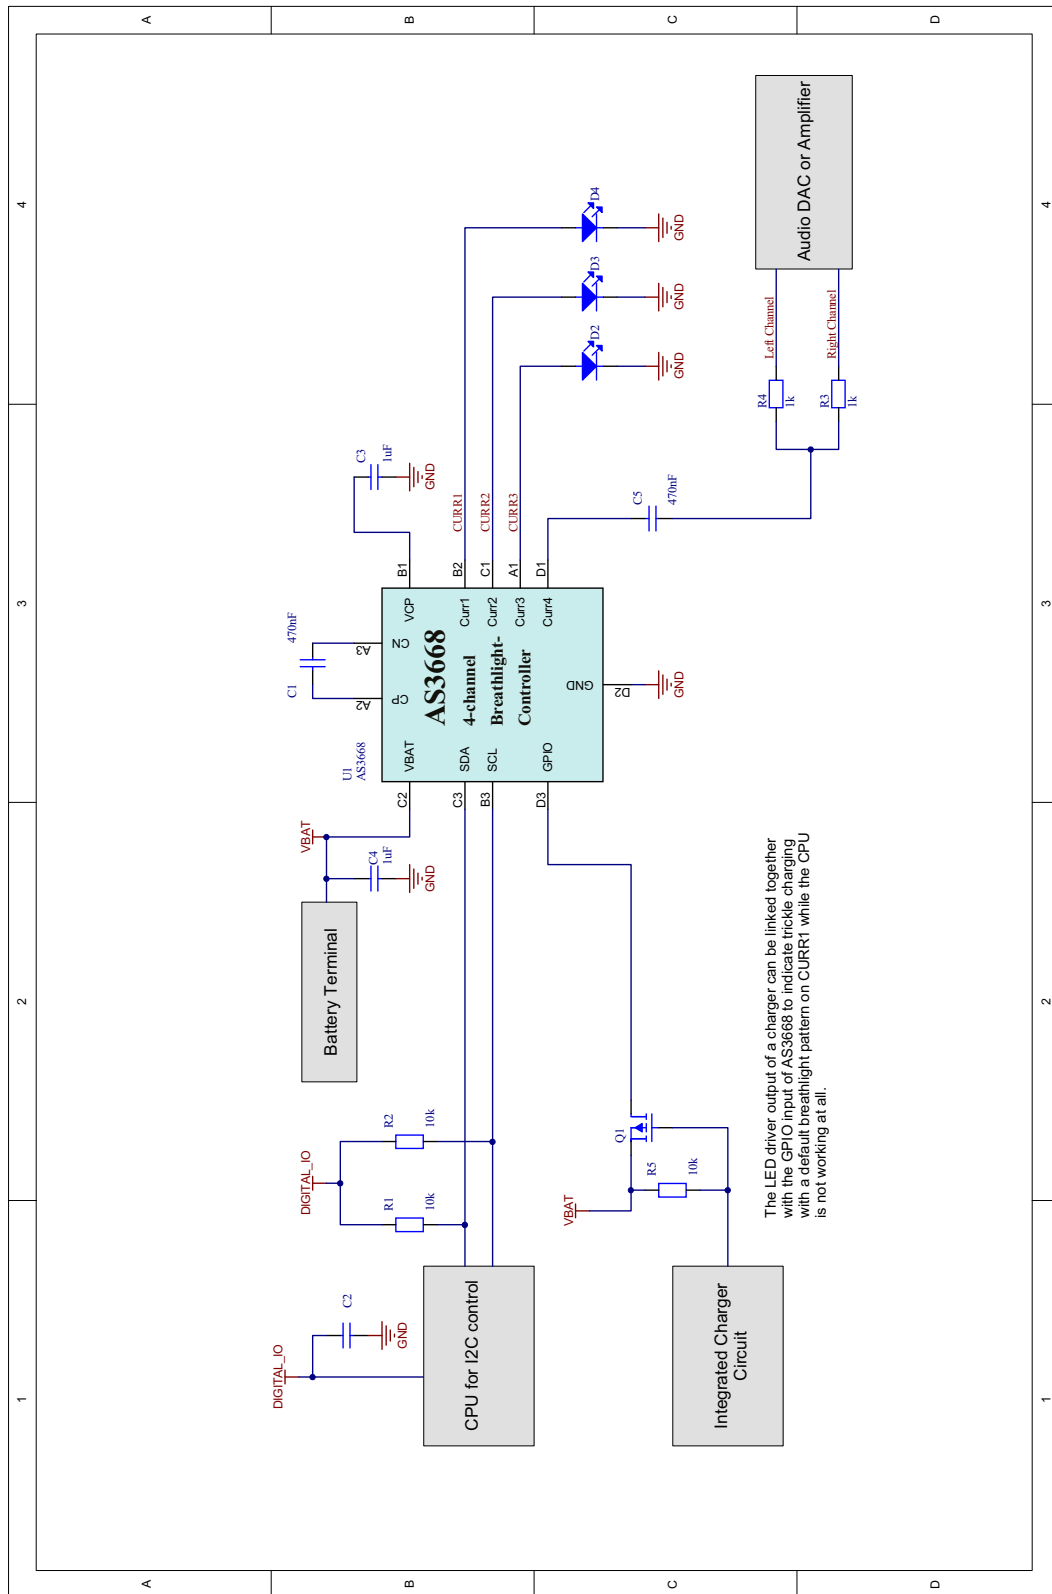 1
2
3
4
A
A
B
B
C
C
D
D
1
2
3
4
DIGITAL_IO
C2
GND
CPU for I2C control
DIGITAL_IO
R1
10k
R2
10k
Battery Terminal
VBAT
C4
1uF
GND
U1
AS3668
C1
470nF
A2
A3
CP
CN
C2
VBAT
C3
SDA
B3
SCL
D3
GPIO
AS3668
4-channel
Breathlight-
Controller
VCP
B1
Curr1
B2
Curr2
C1
Curr3
A1
Curr4
D1
GND
D2
GND
C3
1uF
GND
CURR1
CURR2
CURR3
D2
D3
D4
GND
GND
GND
C5
470nF
R4
1k
R3
1k
Left Channel
Right Channel
Audio DAC or Amplifier
VBAT
R5
10k
Q1
Integrated Charger
Circuit
The LED driver output of a charger can be linked together
with the GPIO input of AS3668 to indicate trickle charging
with a default breathlight pattern on CURR1 while the CPU
is not working at all.